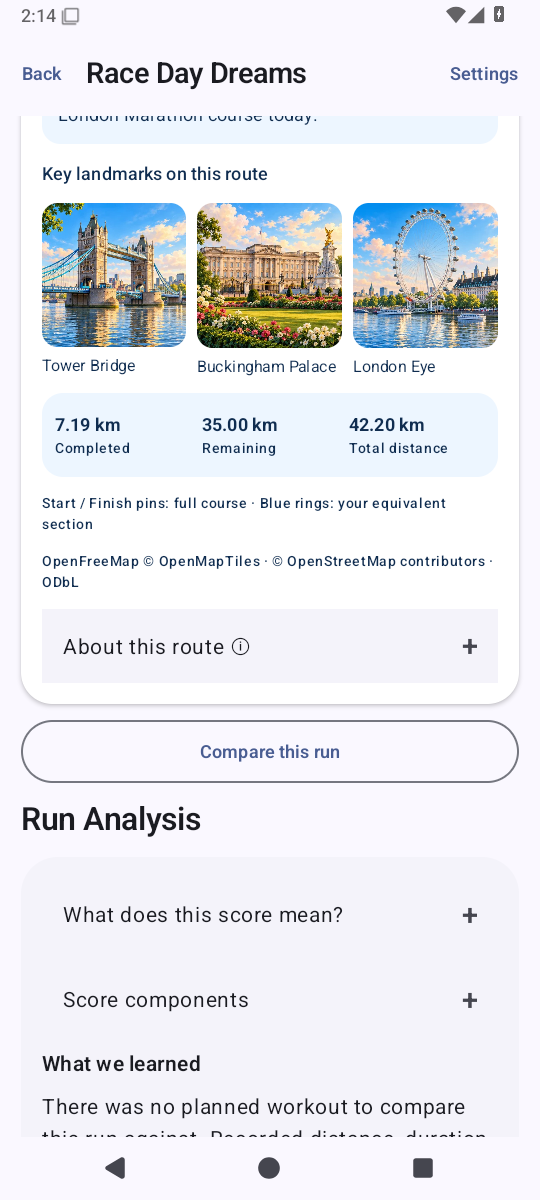 2:14
Back
Race Day Dreams
Settings
London Marathon course today.
Key landmarks on this route
Tower Bridge
Buckingham Palace
London Eye
7.19 km
35.00 km
42.20 km
Completed
Remaining
Total distance
Start / Finish pins: full course · Blue rings: your equivalent
section
OpenFreeMap © OpenMapTiles · © OpenStreetMap contributors ·
ODbL
About this route ⓘ
+
Compare this run
Run Analysis
What does this score mean?
+
Score components
+
What we learned
There was no planned workout to compare
this run against. Recorded distance, duration